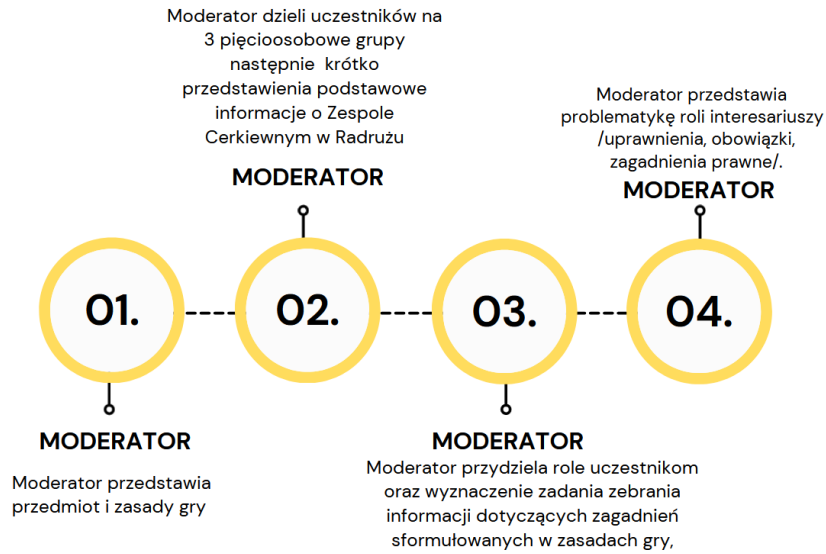 Moderator dzieli uczestników na
3 pięcioosobowe grupy
następnie krótko
przedstawienia podstawowe
informacje o Zespole
Cerkiewnym w Radrużu
MODERATOR
Moderator przedstawia
problematykę roli interesariuszy
/uprawnienia, obowiązki,
zagadnienia prawne/.
MODERATOR
01.
02.
03.
04.
MODERATOR
Moderator przedstawia
przedmiot i zasady gry
MODERATOR
Moderator przydziela role uczestnikom
oraz wyznaczenie zadania zebrania
informacji dotyczących zagadnień
sformułowanych w zasadach gry,